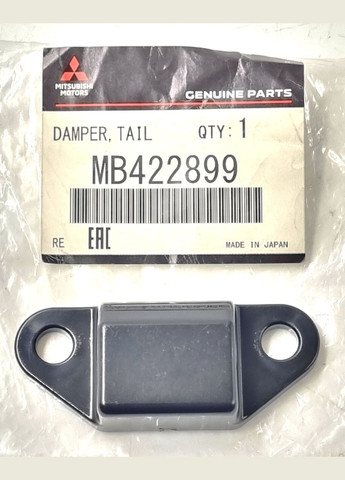 MITSUBISHI
MOTORS
GENUINE PARTS
DAMPER, TAIL QTY: 1
MB422899
RE EAC MADE IN JAPAN